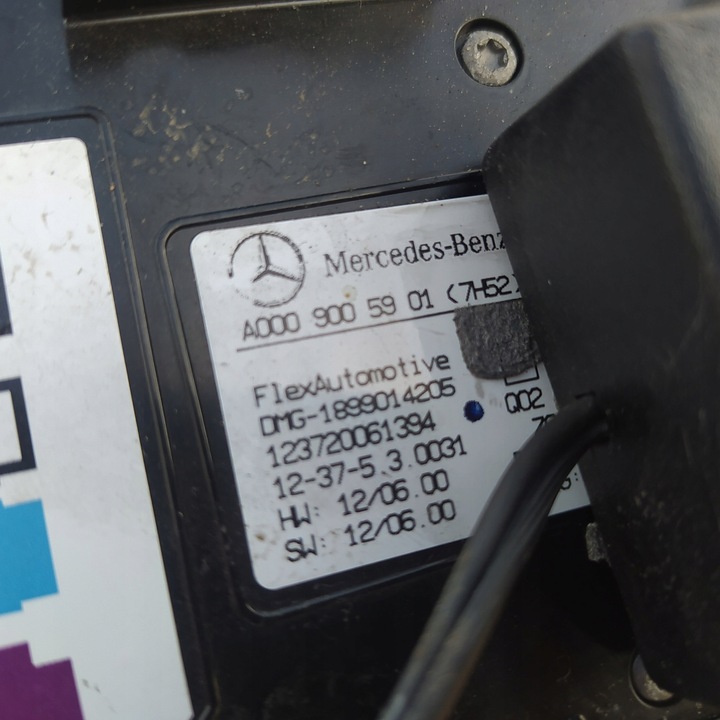 Mercedes-Benz
A000 900 59 01 (7H52)
FlexAutomotive
DMG-1899014205
123720061394
12-37-5.3.0031
HW: 12/06.00
SW: 12/06.00
Q02